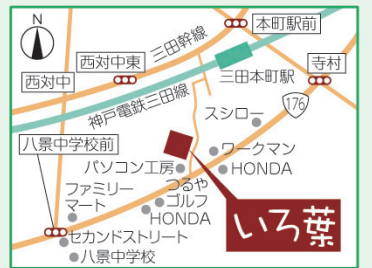 N
本町駅前
三田幹線
西対中東
西対中
三田本町駅
寺村
神戸電鉄三田線
176
スシロー
八景中学校前
ワークマン
パソコン工房
HONDA
つるや
ゴルフ
ファミリー
マート
HONDA
いろ葉
セカンドストリート
八景中学校